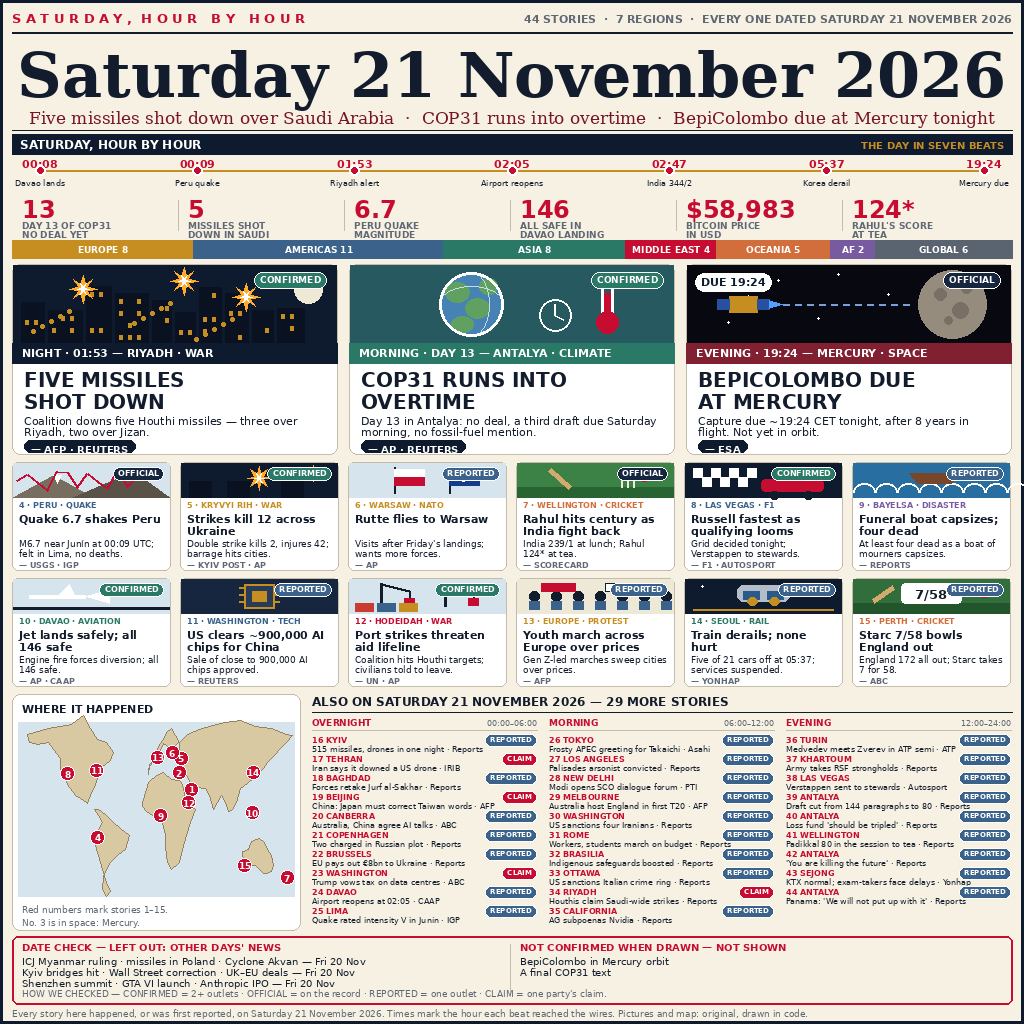 SATURDAY, HOUR BY HOUR
44 STORIES · 7 REGIONS · EVERY ONE DATED SATURDAY 21 NOVEMBER 2026
Saturday 21 November 2026
Five missiles shot down over Saudi Arabia · COP31 runs into overtime · BepiColombo due at Mercury tonight
SATURDAY, HOUR BY HOUR
THE DAY IN SEVEN BEATS
00:08 00:09 01:53 02:05 02:47 05:37 19:24
Davao lands Peru quake Riyadh alert Airport reopens India 344/2 Korea derail Mercury due
13
DAY 13 OF COP31
NO DEAL YET
5
MISSILES SHOT
DOWN IN SAUDI
6.7
PERU QUAKE
MAGNITUDE
146
ALL SAFE IN
DAVAO LANDING
$58,983
BITCOIN PRICE
IN USD
124*
RAHUL'S SCORE
AT TEA
EUROPE 8 AMERICAS 11 ASIA 8 MIDDLE EAST 4 OCEANIA 5 AF 2 GLOBAL 6
CONFIRMED
NIGHT · 01:53 — RIYADH · WAR
FIVE MISSILES
SHOT DOWN
Coalition downs five Houthi missiles — three over
Riyadh, two over Jizan.
— AFP · REUTERS
CONFIRMED
MORNING · DAY 13 — ANTALYA · CLIMATE
COP31 RUNS INTO
OVERTIME
Day 13 in Antalya: no deal, a third draft due Saturday
morning, no fossil-fuel mention.
— AP · REUTERS
DUE 19:24
OFFICIAL
EVENING · 19:24 — MERCURY · SPACE
BEPICOLOMBO DUE
AT MERCURY
Capture due ~19:24 CET tonight, after 8 years in
flight. Not yet in orbit.
— ESA
OFFICIAL
4 · PERU · QUAKE
Quake 6.7 shakes Peru
M6.7 near Junín at 00:09 UTC;
felt in Lima, no deaths.
— USGS · IGP
CONFIRMED
5 · KRYVYI RIH · WAR
Strikes kill 12 across
Ukraine
Double strike kills 2, injures 42;
barrage hits cities.
— KYIV POST · AP
REPORTED
6 · WARSAW · NATO
Rutte flies to Warsaw
Visits after Friday's landings;
wants more forces.
— AP
OFFICIAL
7 · WELLINGTON · CRICKET
Rahul hits century as
India fight back
India 239/1 at lunch; Rahul
124* at tea.
— SCORECARD
CONFIRMED
8 · LAS VEGAS · F1
Russell fastest as
qualifying looms
Grid decided tonight;
Verstappen to stewards.
— F1 · AUTOSPORT
REPORTED
9 · BAYELSA · DISASTER
Funeral boat capsizes;
four dead
At least four dead as a boat of
mourners capsizes.
— REPORTS
CONFIRMED
10 · DAVAO · AVIATION
Jet lands safely; all
146 safe
Engine fire forces diversion; all
146 safe.
— AP · CAAP
REPORTED
11 · WASHINGTON · TECH
US clears ~900,000 AI
chips for China
Sale of close to 900,000 AI
chips approved.
— REUTERS
CONFIRMED
12 · HODEIDAH · WAR
Port strikes threaten
aid lifeline
Coalition hits Houthi targets;
civilians told to leave.
— UN · AP
REPORTED
13 · EUROPE · PROTEST
Youth march across
Europe over prices
Gen Z-led marches sweep cities
over prices.
— AFP
REPORTED
14 · SEOUL · RAIL
Train derails; none
hurt
Five of 21 cars off at 05:37;
services suspended.
— YONHAP
7/58
REPORTED
15 · PERTH · CRICKET
Starc 7/58 bowls
England out
England 172 all out; Starc takes
7 for 58.
— ABC
WHERE IT HAPPENED
13 6 5 8 11 2 14 1 12 9 10 4 15 7
Red numbers mark stories 1–15.
No. 3 is in space: Mercury.
ALSO ON SATURDAY 21 NOVEMBER 2026 — 29 MORE STORIES
OVERNIGHT 00:00–06:00
16 KYIV REPORTED
515 missiles, drones in one night · Reports
17 TEHRAN CLAIM
Iran says it downed a US drone · IRIB
18 BAGHDAD REPORTED
Forces retake Jurf al-Sakhar · Reports
19 BEIJING CLAIM
China: Japan must correct Taiwan words · AFP
20 CANBERRA REPORTED
Australia, China agree AI talks · ABC
21 COPENHAGEN REPORTED
Two charged in Russian plot · Reports
22 BRUSSELS REPORTED
EU pays out €8bn to Ukraine · Reports
23 WASHINGTON CLAIM
Trump vows tax on data centres · ABC
24 DAVAO REPORTED
Airport reopens at 02:05 · CAAP
25 LIMA REPORTED
Quake rated intensity V in Junín · IGP
MORNING 06:00–12:00
26 TOKYO REPORTED
Frosty APEC greeting for Takaichi · Asahi
27 LOS ANGELES REPORTED
Palisades arsonist convicted · Reports
28 NEW DELHI REPORTED
Modi opens SCO dialogue forum · PTI
29 MELBOURNE REPORTED
Australia host England in first T20 · AFP
30 WASHINGTON REPORTED
US sanctions four Iranians · Reports
31 ROME REPORTED
Workers, students march on budget · Reports
32 BRASILIA REPORTED
Indigenous safeguards boosted · Reports
33 OTTAWA REPORTED
US sanctions Italian crime ring · Reports
34 RIYADH CLAIM
Houthis claim Saudi-wide strikes · Reports
35 CALIFORNIA REPORTED
AG subpoenas Nvidia · Reports
EVENING 12:00–24:00
36 TURIN REPORTED
Medvedev meets Zverev in ATP semi · ATP
37 KHARTOUM REPORTED
Army takes RSF strongholds · Reports
38 LAS VEGAS REPORTED
Verstappen sent to stewards · Autosport
39 ANTALYA REPORTED
Draft cut from 144 paragraphs to 80 · Reports
40 ANTALYA REPORTED
Loss fund 'should be tripled' · Reports
41 WELLINGTON REPORTED
Padikkal 80 in the session to tea · Reports
42 ANTALYA REPORTED
'You are killing the future' · Reports
43 SEJONG REPORTED
KTX normal; exam-takers face delays · Yonhap
44 ANTALYA REPORTED
Panama: 'We will not put up with it' · Reports
DATE CHECK — LEFT OUT: OTHER DAYS' NEWS
ICJ Myanmar ruling · missiles in Poland · Cyclone Akvan — Fri 20 Nov
Kyiv bridges hit · Wall Street correction · UK–EU deals — Fri 20 Nov
Shenzhen summit · GTA VI launch · Anthropic IPO — Fri 20 Nov
HOW WE CHECKED — CONFIRMED = 2+ outlets · OFFICIAL = on the record · REPORTED = one outlet · CLAIM = one party's claim.
NOT CONFIRMED WHEN DRAWN — NOT SHOWN
BepiColombo in Mercury orbit
A final COP31 text
Every story here happened, or was first reported, on Saturday 21 November 2026. Times mark the hour each beat reached the wires. Pictures and map: original, drawn in code.